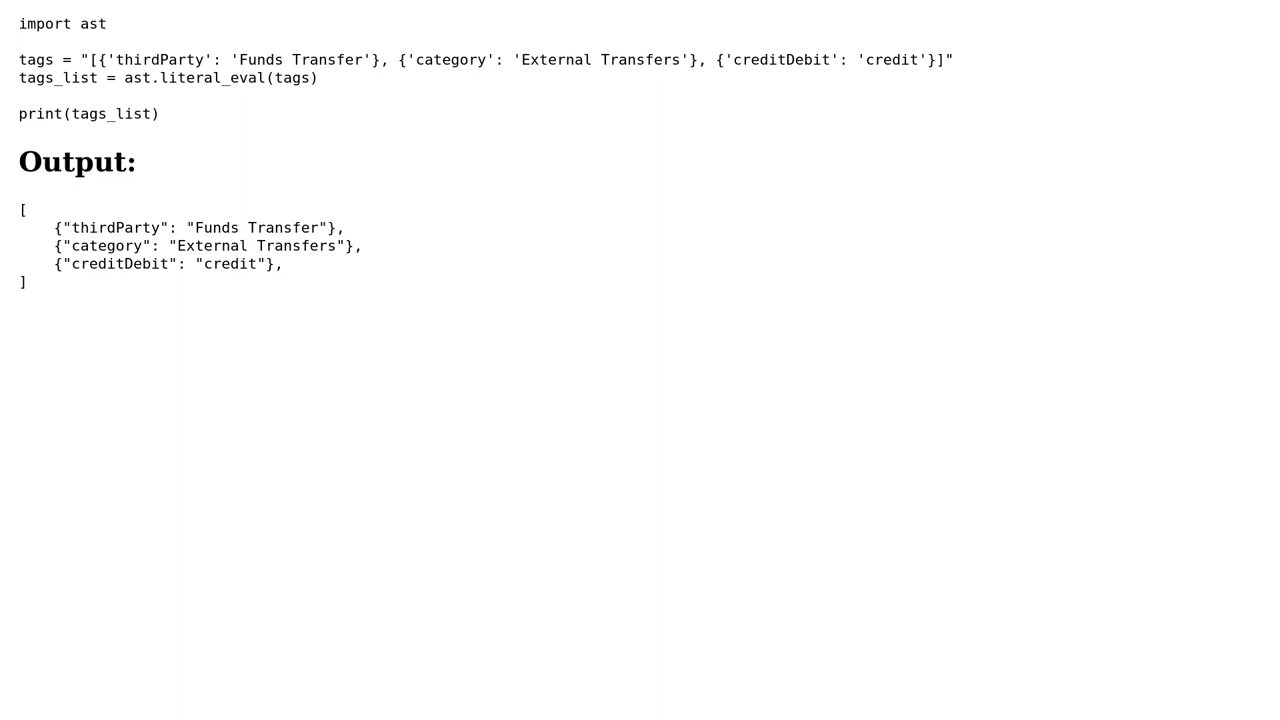 import ast
tags = "[{'thirdParty': 'Funds Transfer'}, {'category': 'External Transfers'}, {'creditDebit': 'credit'}]"
tags_list = ast.literal_eval(tags)
print(tags_list)
Output:
[
    {"thirdParty": "Funds Transfer"},
    {"category": "External Transfers"},
    {"creditDebit": "credit"},
]